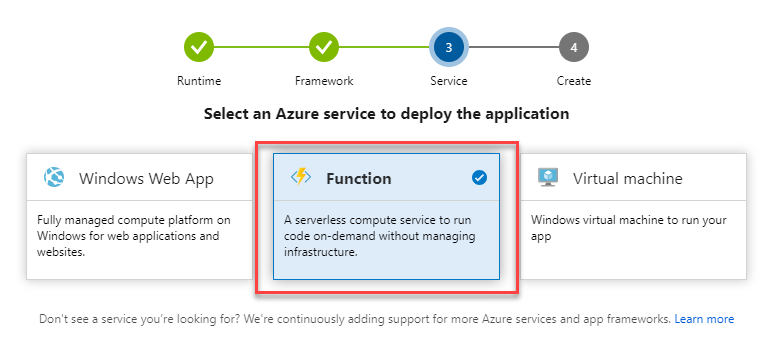 3
4
Runtime
Framework
Service
Create
Select an Azure service to deploy the application
Windows Web App
Fully managed compute platform on
Windows for web applications and
websites.
Function
A serverless compute service to run
code on-demand without managing
infrastructure.
Virtual machine
Windows virtual machine to run your
app
Don't see a service you're looking for? We're continuously adding support for more Azure services and app frameworks. Learn more